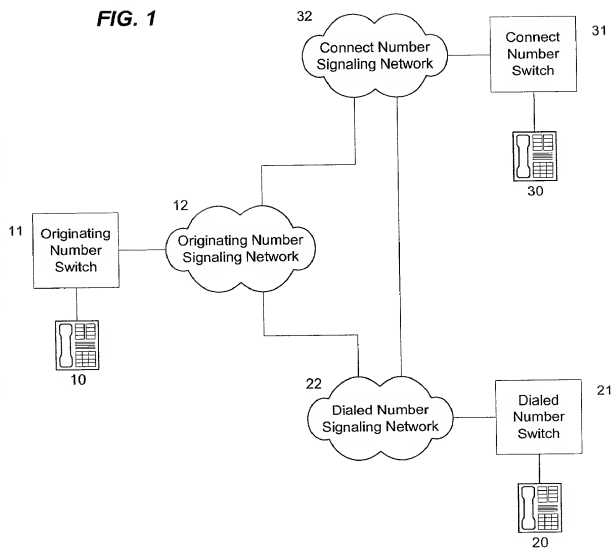 FIG. 1
32
Connect Number
Signaling Network
31
Connect
Number
Switch
30
12
Originating Number
Signaling Network
11
Originating
Number
Switch
10
22
Dialed Number
Signaling Network
21
Dialed
Number
Switch
20